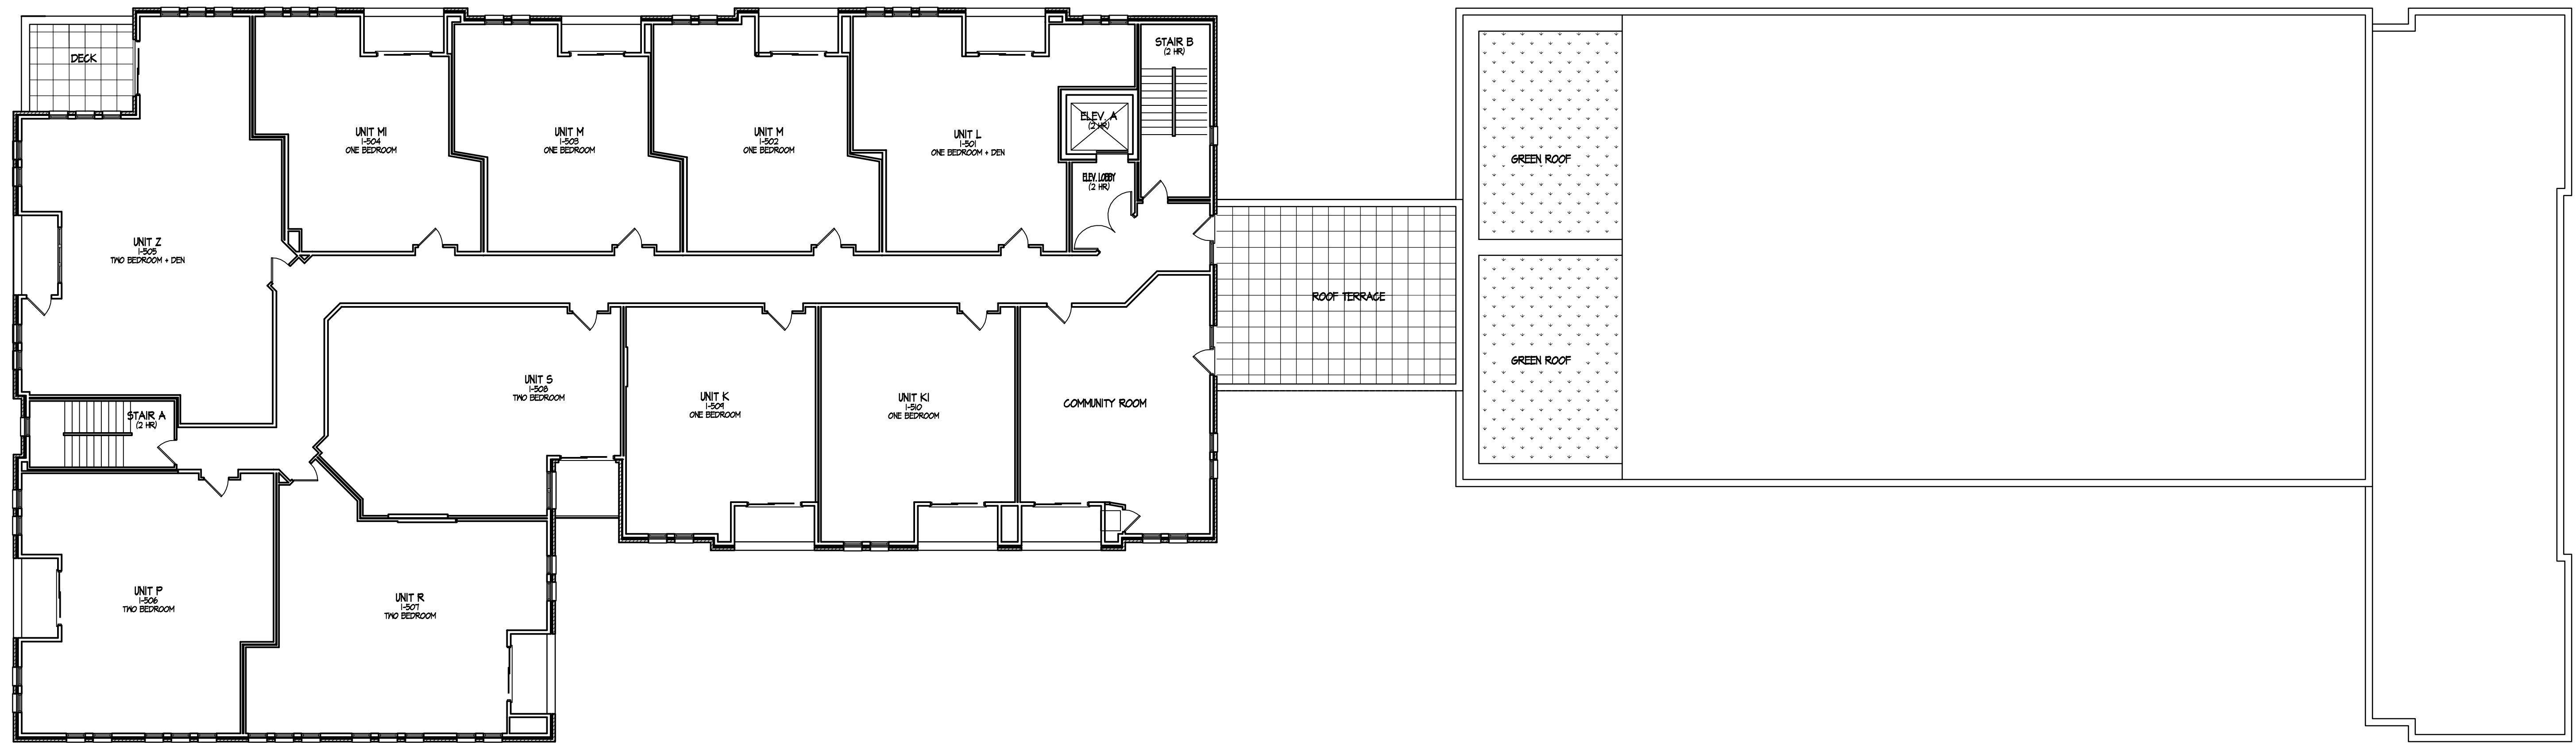 DECK
STAIR B
(2 HR)
UNIT M1
1-504
ONE BEDROOM
UNIT M
1-503
ONE BEDROOM
UNIT M
1-502
ONE BEDROOM
UNIT L
1-501
ONE BEDROOM + DEN
ELEV. A
(2 HR)
ELEV. LOBBY
(2 HR)
GREEN ROOF
UNIT Z
1-505
TWO BEDROOM + DEN
ROOF TERRACE
GREEN ROOF
UNIT S
1-508
TWO BEDROOM
UNIT K
1-509
ONE BEDROOM
UNIT K1
1-510
ONE BEDROOM
COMMUNITY ROOM
STAIR A
(2 HR)
UNIT P
1-506
TWO BEDROOM
UNIT R
1-507
TWO BEDROOM